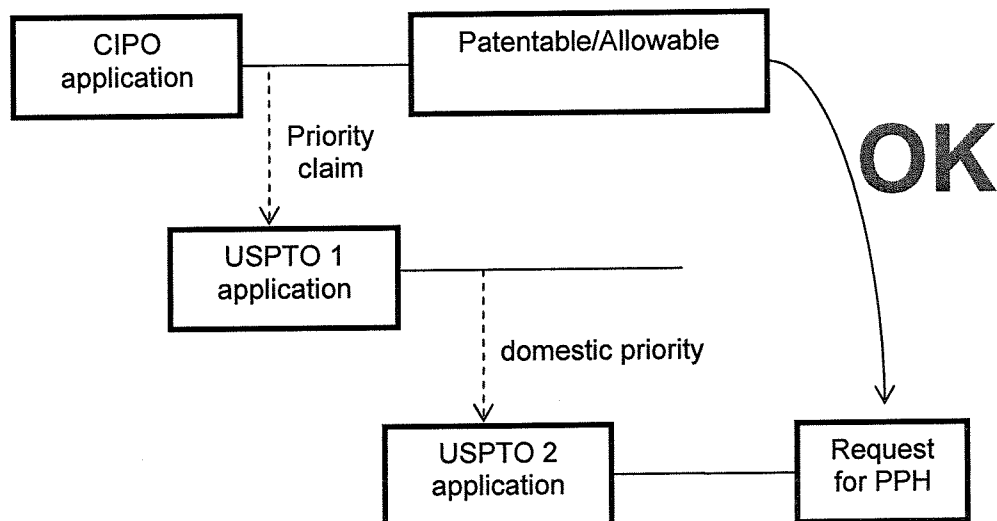 CIPO
application
Patentable/Allowable
OK
Priority
claim
USPTO 1
application
domestic priority
USPTO 2
application
Request
for PPH